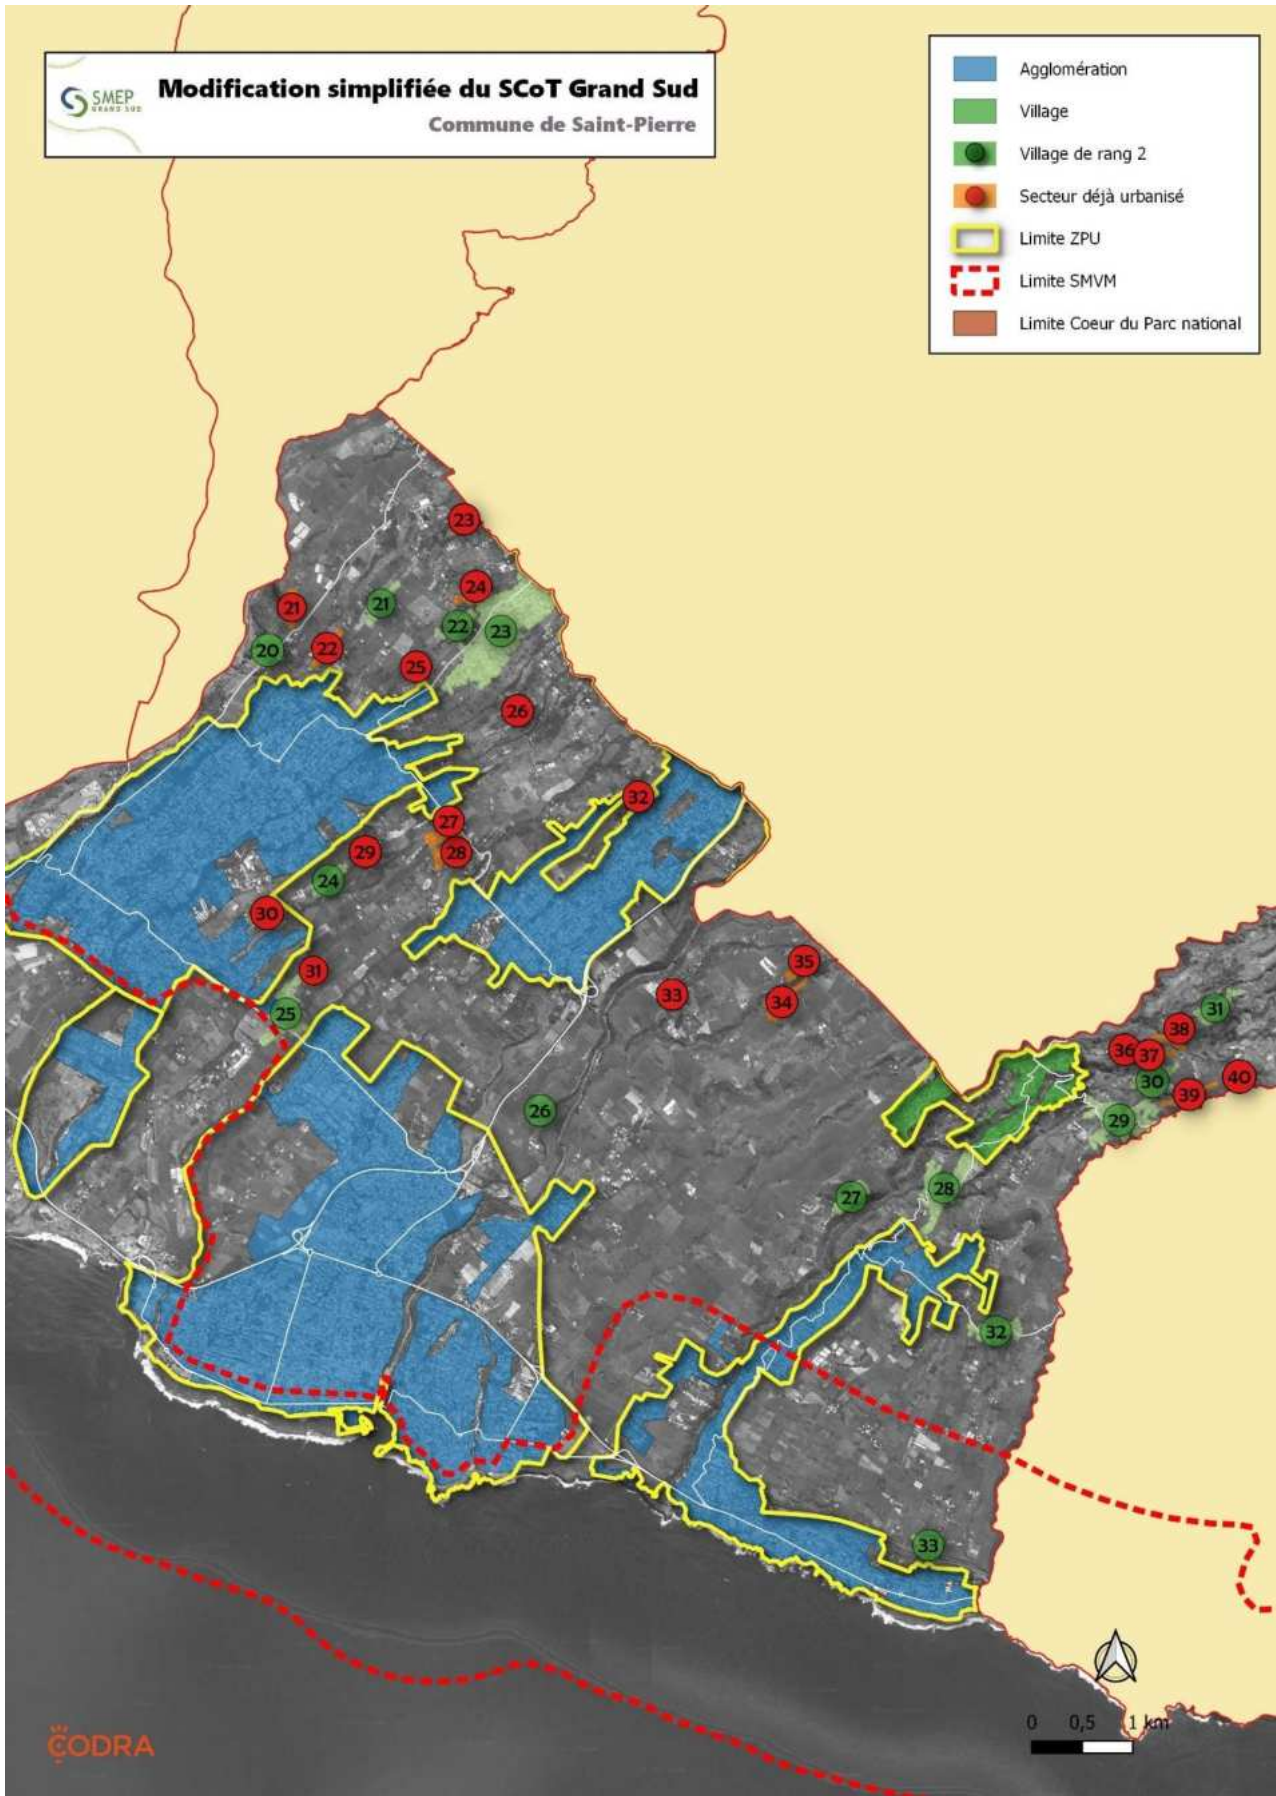 SMEP
GRAND SUD
Modification simplifiée du SCoT Grand Sud
Commune de Saint-Pierre
Agglomération
Village
Village de rang 2
Secteur déjà urbanisé
Limite ZPU
Limite SMVM
Limite Coeur du Parc national
23
24
21
21
22
23
20
22
25
26
32
27
29
28
24
30
35
31
33
34
25
31
38
36
37
40
30
39
26
29
28
27
32
33
0 0,5 1 km
CODRA